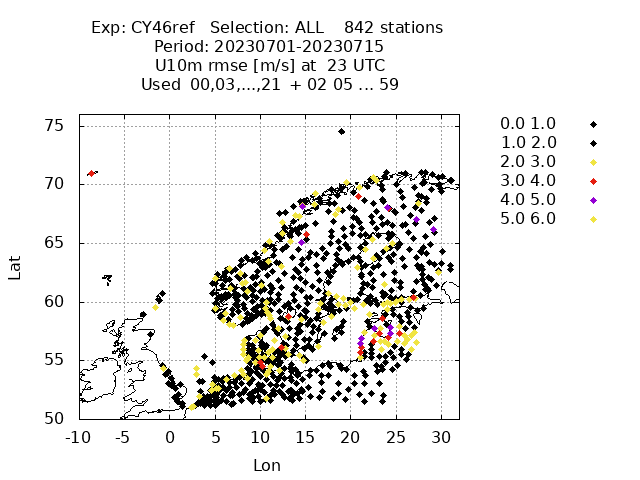 Exp: CY46ref   Selection: ALL    842 stations
Period: 20230701-20230715
U10m rmse [m/s] at  23 UTC
Used  00,03,...,21  + 02 05 ... 59
0.0 1.0
1.0 2.0
2.0 3.0
3.0 4.0
4.0 5.0
5.0 6.0
75
70
65
60
55
50
Lat
-10 -5 0 5 10 15 20 25 30
Lon